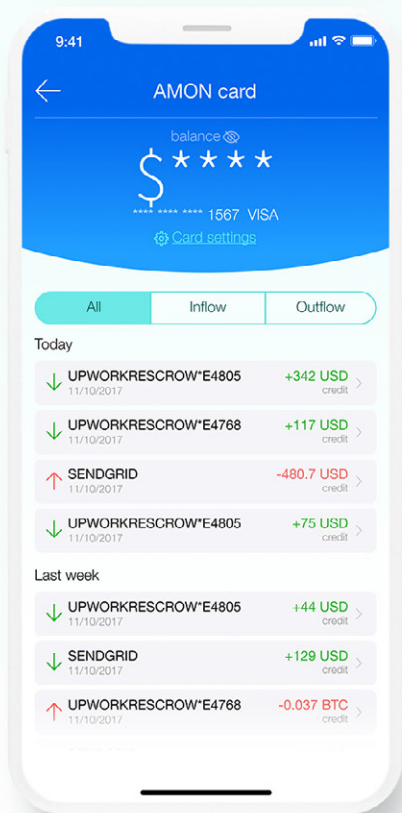 9:41
AMON card
balance
$ ****
**** **** **** 1567 VISA
Card settings
All Inflow Outflow
Today
UPWORKRESCROW*E4805 +342 USD
11/10/2017 credit
UPWORKRESCROW*E4768 +117 USD
11/10/2017 credit
SENDGRID -480.7 USD
11/10/2017 credit
UPWORKRESCROW*E4805 +75 USD
11/10/2017 credit
Last week
UPWORKRESCROW*E4805 +44 USD
11/10/2017 credit
SENDGRID +129 USD
11/10/2017 credit
UPWORKRESCROW*E4768 -0.037 BTC
11/10/2017 credit